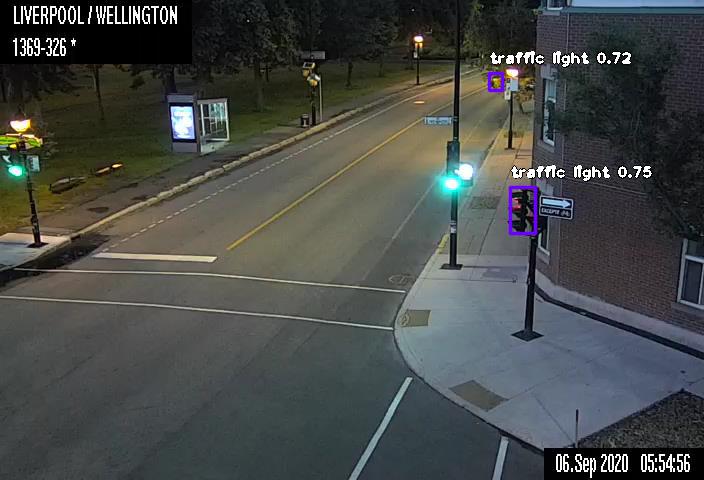 LIVERPOOL / WELLINGTON
1369-326 *
traffic light 0.72
traffic light 0.75
EXCEPTÉ
06.Sep 2020 05:54:56